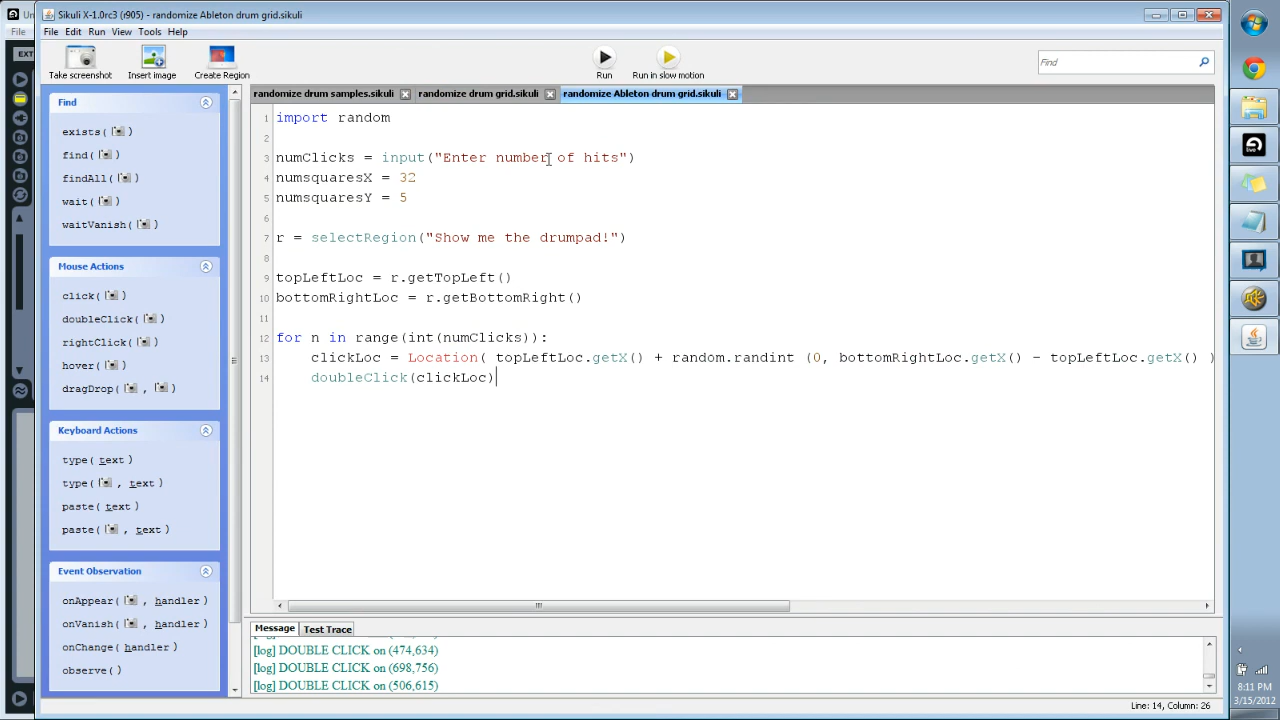 Sikuli X-1.0rc3 (r905) - randomize Ableton drum grid.sikuli
File
File Edit Run View Tools Help
EXT
Take screenshot Insert image Create Region Run Run in slow motion Find
randomize drum samples.sikuli randomize drum grid.sikuli randomize Ableton drum grid.sikuli
Find
exists( )
find( )
findAll( )
wait( )
waitVanish( )
Mouse Actions
click( )
doubleClick( )
rightClick( )
hover( )
dragDrop( , )
Keyboard Actions
type( text )
type( , text )
paste( text )
paste( , text )
Event Observation
onAppear( , handler )
onVanish( , handler )
onChange( handler )
observe( )
1 import random
2
3 numClicks = input("Enter number of hits")
4 numsquaresX = 32
5 numsquaresY = 5
6
7 r = selectRegion("Show me the drumpad!")
8
9 topLeftLoc = r.getTopLeft()
10 bottomRightLoc = r.getBottomRight()
11
12 for n in range(int(numClicks)):
13 clickLoc = Location( topLeftLoc.getX() + random.randint (0, bottomRightLoc.getX() - topLeftLoc.getX() )
14 doubleClick(clickLoc)
Message Test Trace
[log] DOUBLE CLICK on (474,634)
[log] DOUBLE CLICK on (698,756)
[log] DOUBLE CLICK on (506,615)
Line: 14, Column: 26
live
8:11 PM
3/15/2012